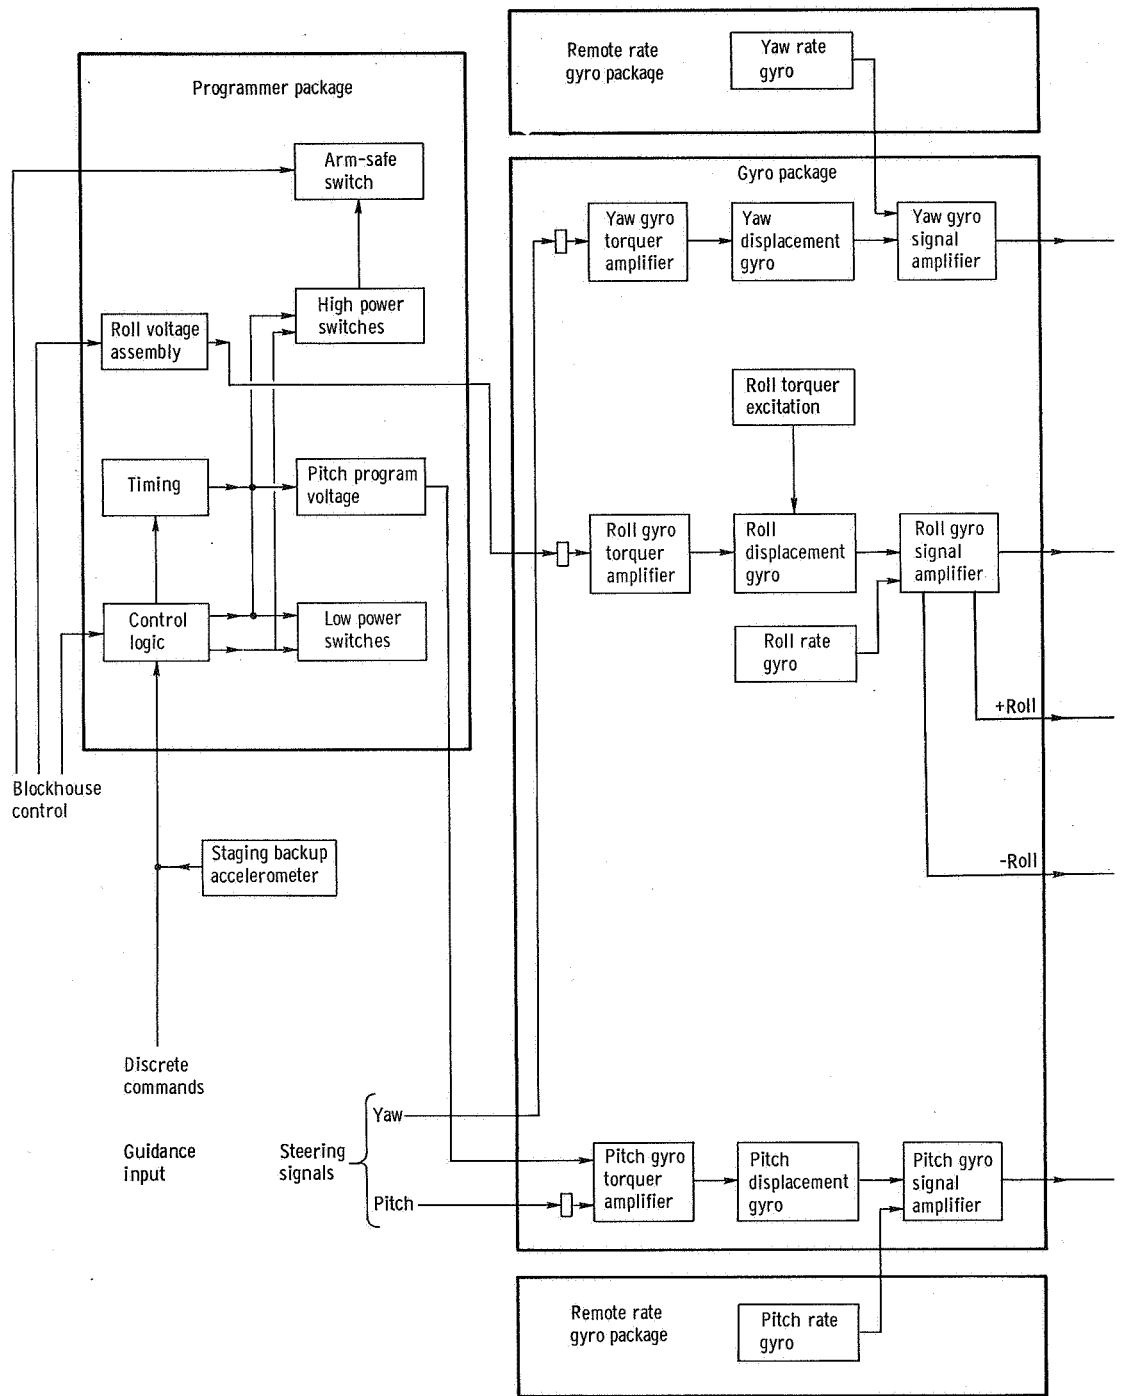 Remote rate
gyro package
Yaw rate
gyro
Programmer package
Arm-safe
switch
High power
switches
Roll voltage
assembly
Timing
Pitch program
voltage
Control
logic
Low power
switches
Blockhouse
control
Staging backup
accelerometer
Discrete
commands
Guidance
input
Steering
signals
Yaw
Pitch
Gyro package
Yaw gyro
torquer
amplifier
Yaw
displacement
gyro
Yaw gyro
signal
amplifier
Roll torquer
excitation
Roll gyro
torquer
amplifier
Roll
displacement
gyro
Roll gyro
signal
amplifier
Roll rate
gyro
+Roll
-Roll
Pitch gyro
torquer
amplifier
Pitch
displacement
gyro
Pitch gyro
signal
amplifier
Remote rate
gyro package
Pitch rate
gyro